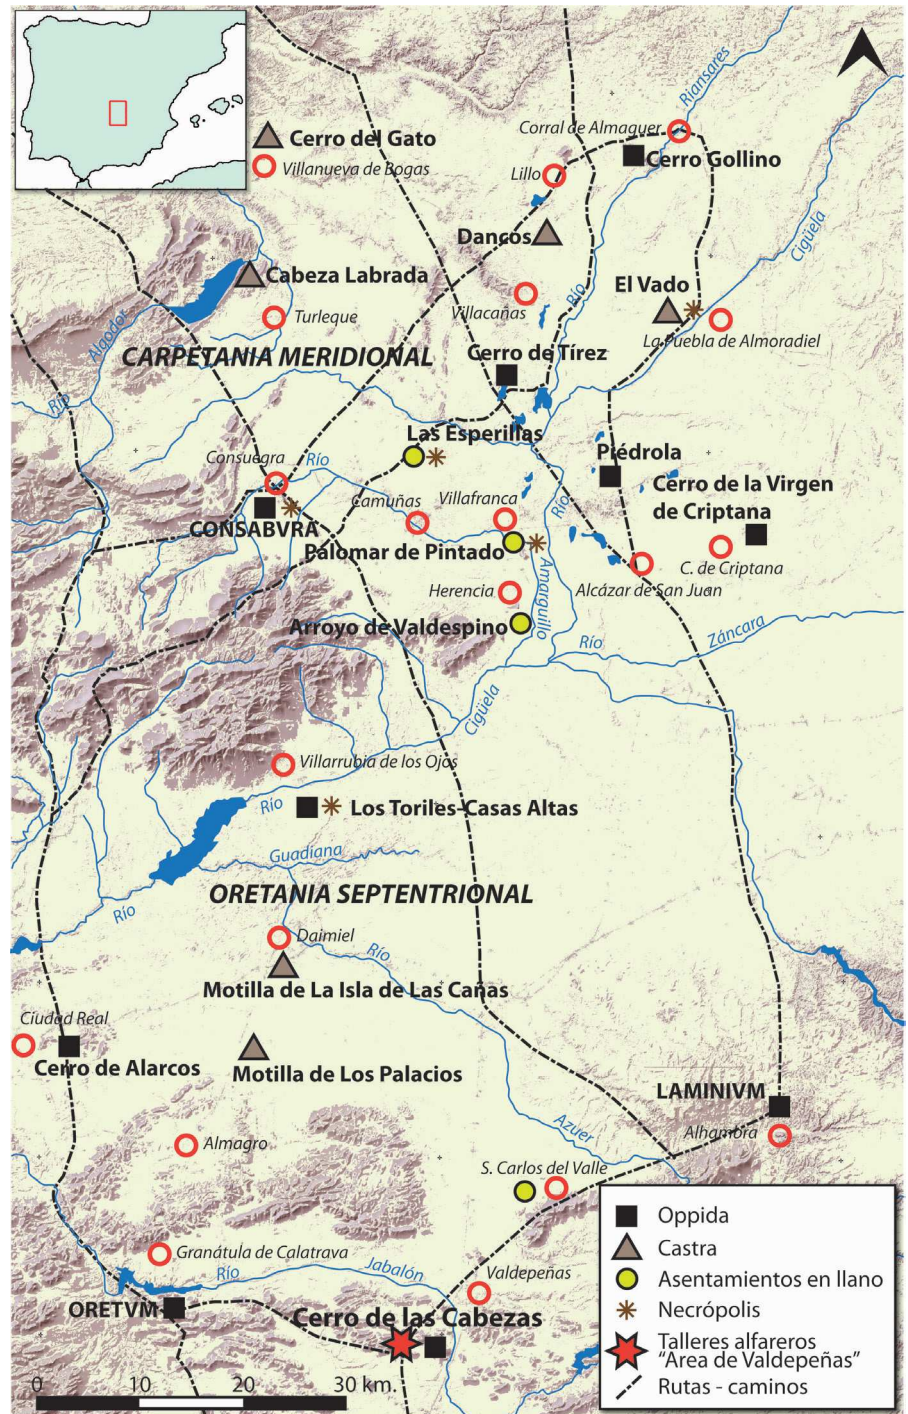 Riansares
Corral de Almaguer
Cerro del Gato
Cerro Gollino
Villanueva de Bogas
Lillo
Cigüela
Dancos
Cabeza Labrada
El Vado
Río
Villacañas
Turleque
La Puebla de Almoradiel
Algodor
CARPETANIA MERIDIONAL
Cerro de Tírez
Río
Las Esperillas
Consuegra
Río
Piédrola
Cerro de la Virgen
de Criptana
Camuñas
Villafranca
Río
CONSABVRA
Palomar de Pintado
C. de Criptana
Amarguillo
Herencia
Alcázar de San Juan
Arroyo de Valdespino
Río
Záncara
Cigüela
Villarrubia de los Ojos
Río
Los Toriles-Casas Altas
Guadiana
ORETANIA SEPTENTRIONAL
Río
Daimiel
Río
Motilla de La Isla de Las Cañas
Ciudad Real
Cerro de Alarcos
Motilla de Los Palacios
LAMINIVM
Azuer
Almagro
Alhambra
S. Carlos del Valle
Granátula de Calatrava
Río
Jabalón
Valdepeñas
ORETVM
Cerro de las Cabezas
0 10 20 30 km.
Oppida
Castra
Asentamientos en llano
Necrópolis
Talleres alfareros
"Area de Valdepeñas"
Rutas - caminos